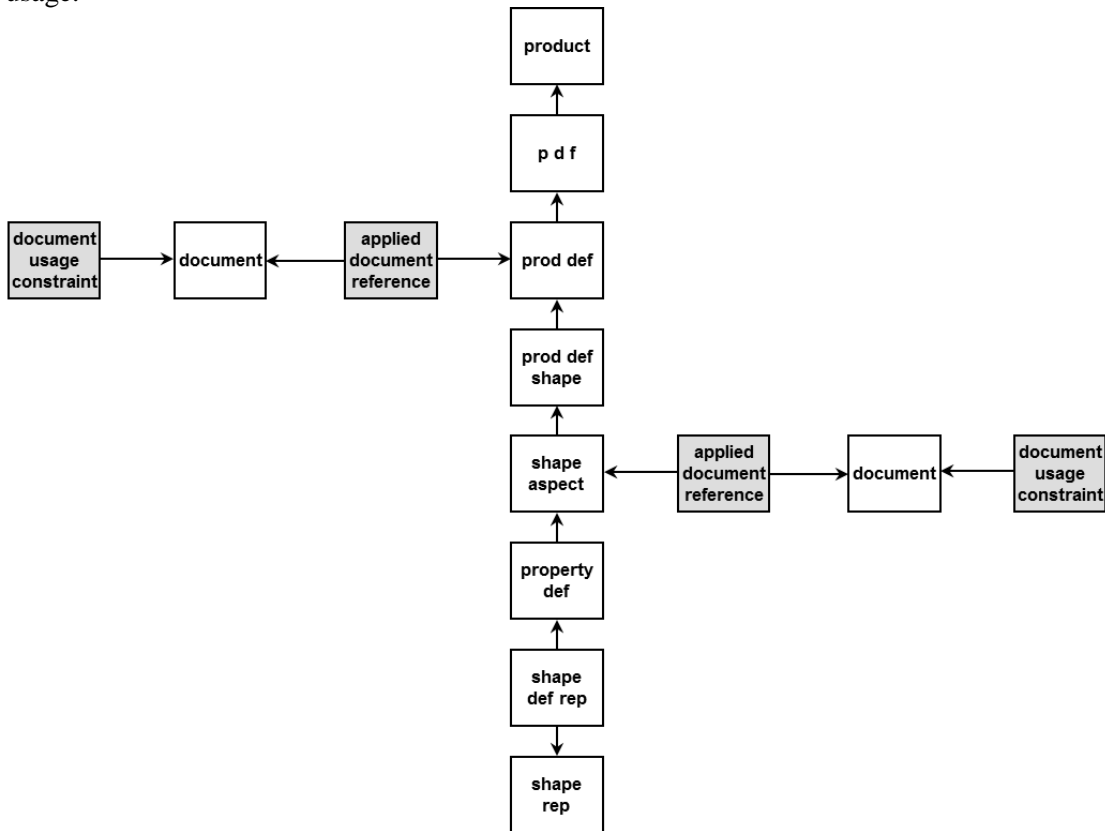 usage.
product
p d f
document
usage
constraint
document
applied
document
reference
prod def
prod def
shape
shape
aspect
applied
document
reference
document
document
usage
constraint
property
def
shape
def rep
shape
rep